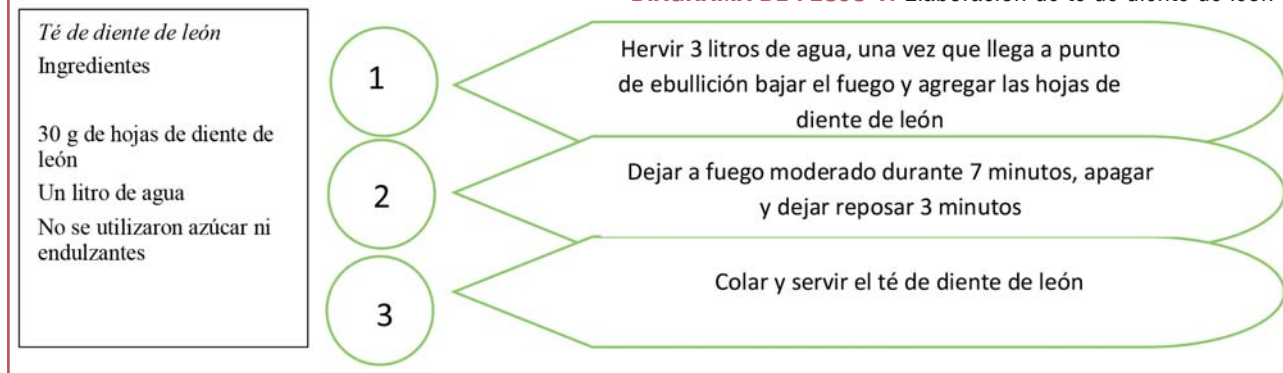 Té de diente de león
Ingredientes
30 g de hojas de diente de
león
Un litro de agua
No se utilizaron azúcar ni
endulzantes
1
Hervir 3 litros de agua, una vez que llega a punto
de ebullición bajar el fuego y agregar las hojas de
diente de león
2
Dejar a fuego moderado durante 7 minutos, apagar
y dejar reposar 3 minutos
3
Colar y servir el té de diente de león